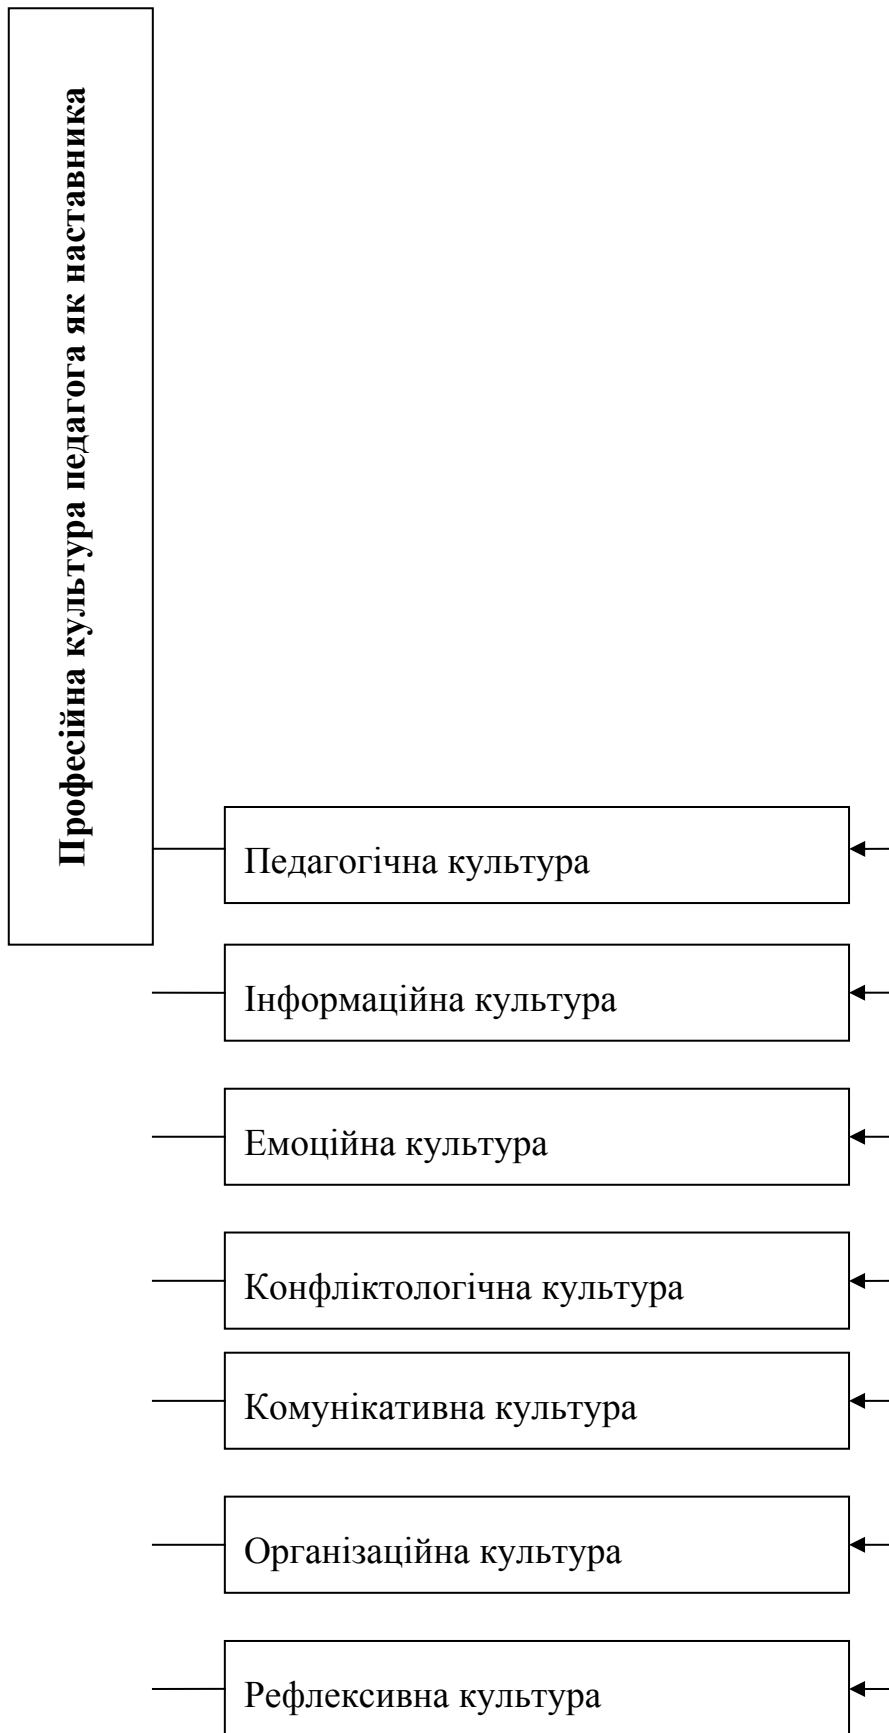 Професійна культура педагога як наставника
Педагогічна культура
Інформаційна культура
Емоційна культура
Конфліктологічна культура
Комунікативна культура
Організаційна культура
Рефлексивна культура